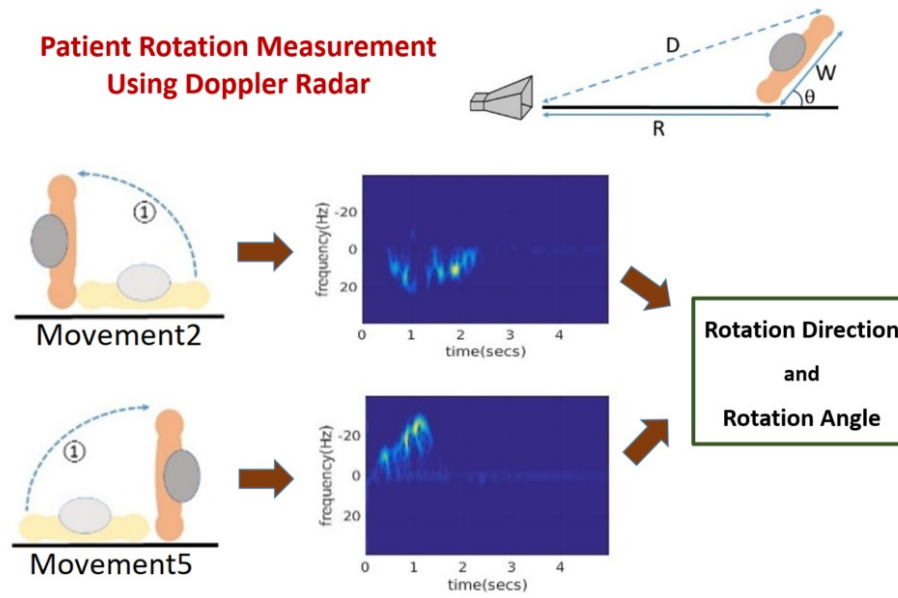 Patient Rotation Measurement
Using Doppler Radar
D
W
θ
R
①
Movement2
frequency(Hz)
-20
0
20
0 1 2 3 4
time(secs)
Rotation Direction
and
Rotation Angle
①
Movement5
frequency(Hz)
-20
0
20
0 1 2 3 4
time(secs)